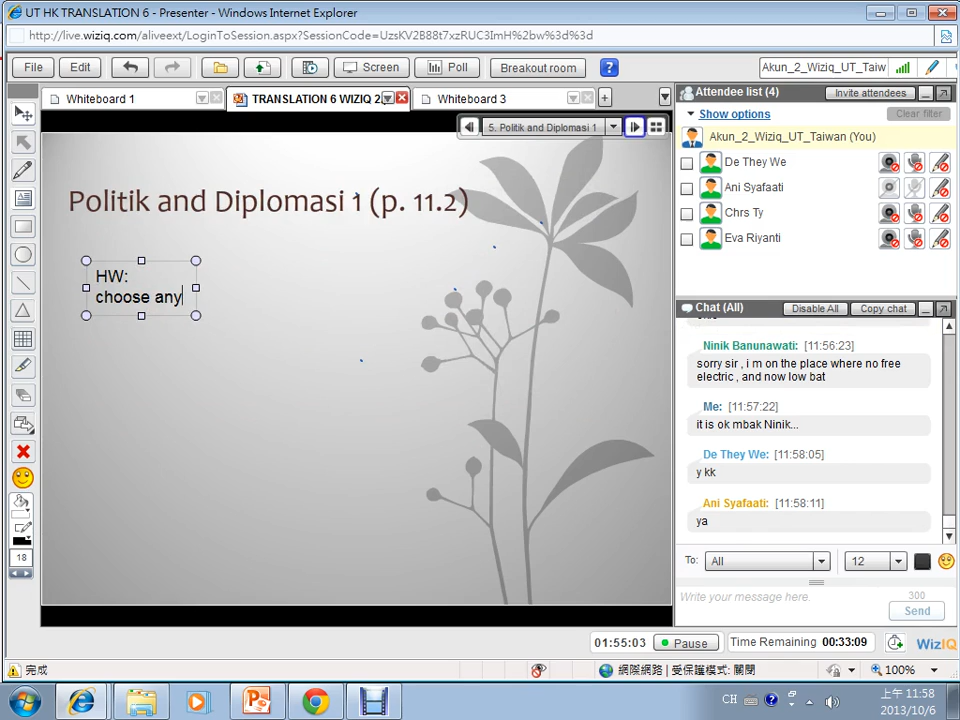 UT HK TRANSLATION 6 - Presenter - Windows Internet Explorer
http://live.wiziq.com/aliveext/LoginToSession.aspx?SessionCode=UzsKV2B88t7xzRUC3ImH%2bw%3d%3d
File
Edit
Screen
Poll
Breakout room
?
Akun_2_Wiziq_UT_Taiw
Whiteboard 1
TRANSLATION 6 WIZIQ 2
Whiteboard 3
5. Politik and Diplomasi 1
Politik and Diplomasi 1 (p. 11.2)
HW:
choose any
Attendee list (4)
Invite attendees
Show options
Clear filter
Akun_2_Wiziq_UT_Taiwan (You)
De They We
Ani Syafaati
Chrs Ty
Eva Riyanti
Chat (All)
Disable All
Copy chat
Ninik Banunawati: [11:56:23]
sorry sir , i m on the place where no free
electric , and now low bat
Me: [11:57:22]
it is ok mbak Ninik...
De They We: [11:58:05]
y kk
Ani Syafaati: [11:58:11]
ya
To:
All
12
Write your message here.
300
Send
18
01:55:03
Pause
Time Remaining 00:33:09
WizIQ
完成
網際網路 | 受保護模式: 關閉
100%
CH
上午 11:58
2013/10/6